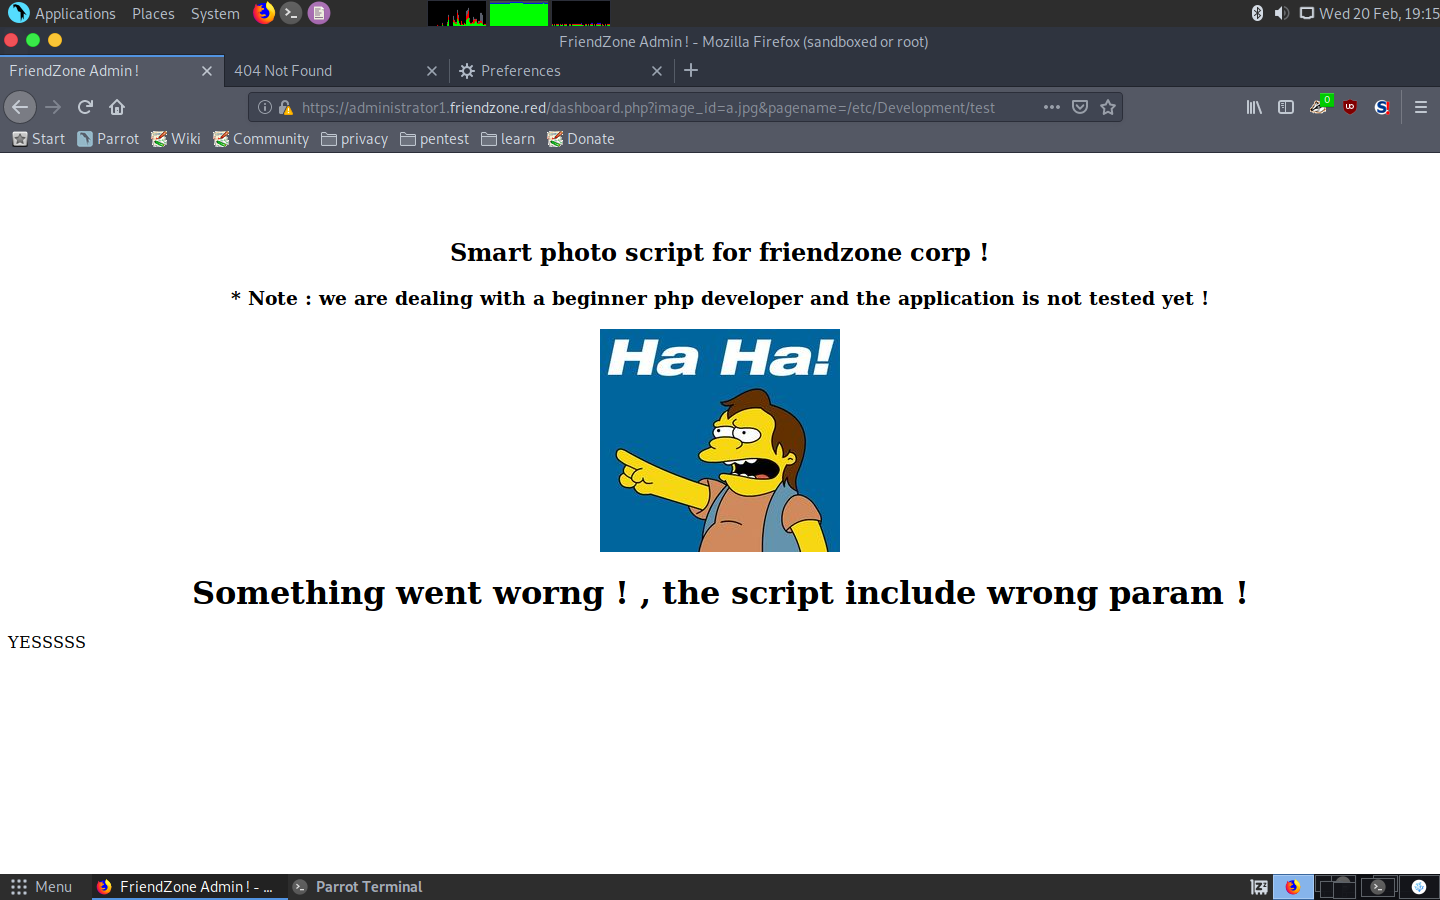 Applications Places System Wed 20 Feb, 19:15
FriendZone Admin ! - Mozilla Firefox (sandboxed or root)
FriendZone Admin ! 404 Not Found Preferences
https://administrator1.friendzone.red/dashboard.php?image_id=a.jpg&pagename=/etc/Development/test 0
Start Parrot Wiki Community privacy pentest learn Donate
Smart photo script for friendzone corp !
* Note : we are dealing with a beginner php developer and the application is not tested yet !
Ha Ha!
Something went worng ! , the script include wrong param !
YESSSSS
Menu FriendZone Admin ! - ... Parrot Terminal